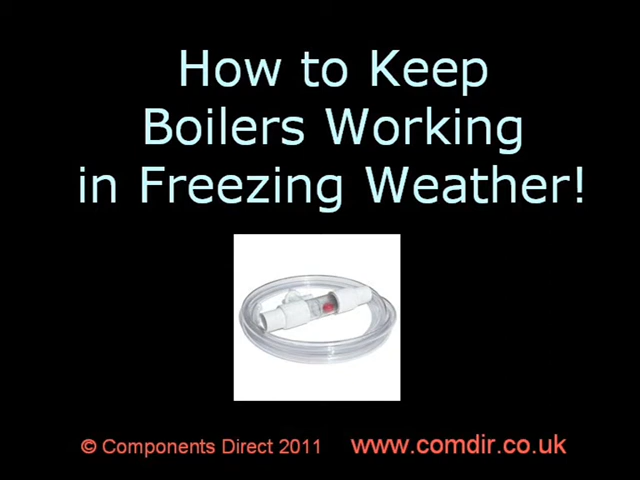 How to Keep
Boilers Working
in Freezing Weather!
© Components Direct 2011 www.comdir.co.uk